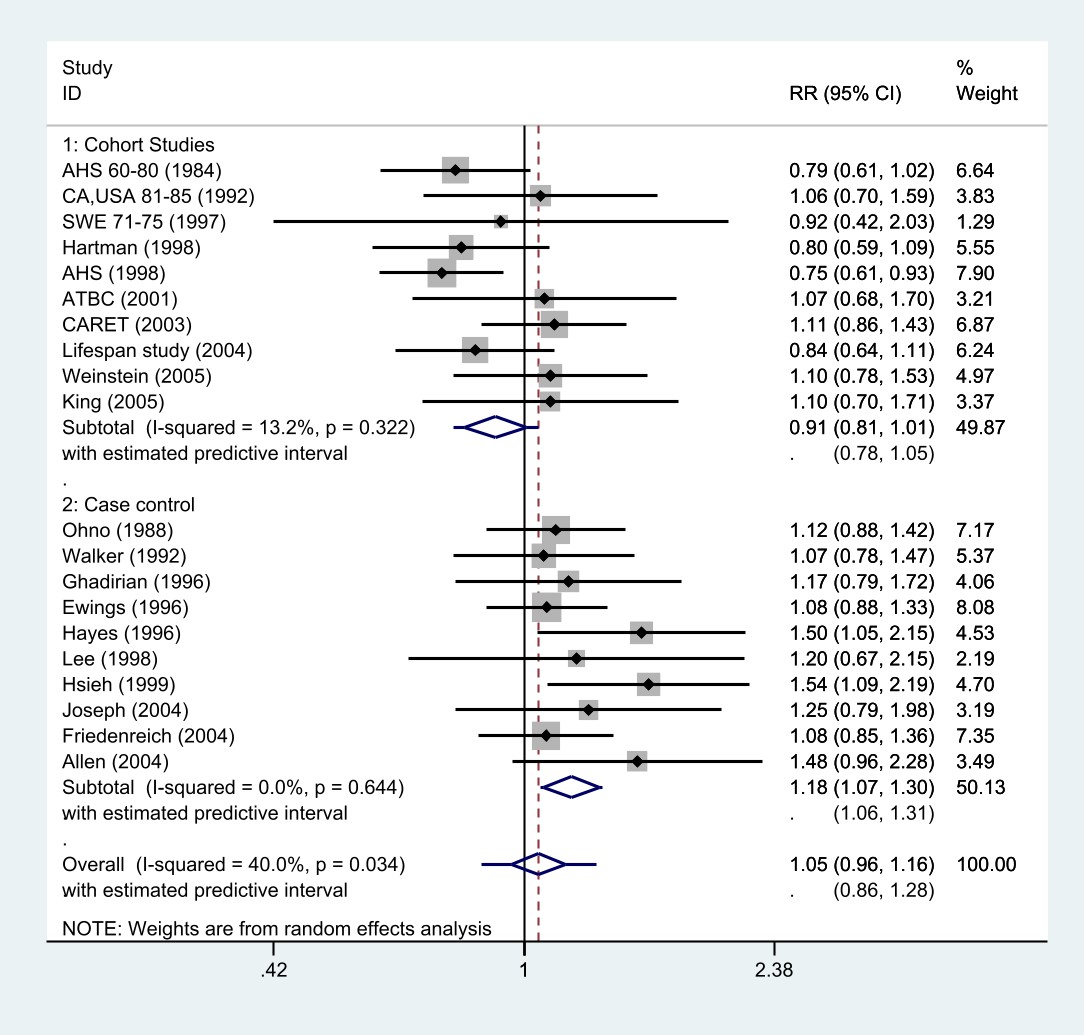 Study %
ID RR (95% CI) Weight
1: Cohort Studies
AHS 60-80 (1984) 0.79 (0.61, 1.02) 6.64
CA,USA 81-85 (1992) 1.06 (0.70, 1.59) 3.83
SWE 71-75 (1997) 0.92 (0.42, 2.03) 1.29
Hartman (1998) 0.80 (0.59, 1.09) 5.55
AHS (1998) 0.75 (0.61, 0.93) 7.90
ATBC (2001) 1.07 (0.68, 1.70) 3.21
CARET (2003) 1.11 (0.86, 1.43) 6.87
Lifespan study (2004) 0.84 (0.64, 1.11) 6.24
Weinstein (2005) 1.10 (0.78, 1.53) 4.97
King (2005) 1.10 (0.70, 1.71) 3.37
Subtotal (I-squared = 13.2%, p = 0.322) 0.91 (0.81, 1.01) 49.87
with estimated predictive interval . (0.78, 1.05)
.
2: Case control
Ohno (1988) 1.12 (0.88, 1.42) 7.17
Walker (1992) 1.07 (0.78, 1.47) 5.37
Ghadirian (1996) 1.17 (0.79, 1.72) 4.06
Ewings (1996) 1.08 (0.88, 1.33) 8.08
Hayes (1996) 1.50 (1.05, 2.15) 4.53
Lee (1998) 1.20 (0.67, 2.15) 2.19
Hsieh (1999) 1.54 (1.09, 2.19) 4.70
Joseph (2004) 1.25 (0.79, 1.98) 3.19
Friedenreich (2004) 1.08 (0.85, 1.36) 7.35
Allen (2004) 1.48 (0.96, 2.28) 3.49
Subtotal (I-squared = 0.0%, p = 0.644) 1.18 (1.07, 1.30) 50.13
with estimated predictive interval . (1.06, 1.31)
.
Overall (I-squared = 40.0%, p = 0.034) 1.05 (0.96, 1.16) 100.00
with estimated predictive interval . (0.86, 1.28)
NOTE: Weights are from random effects analysis
.42 1 2.38